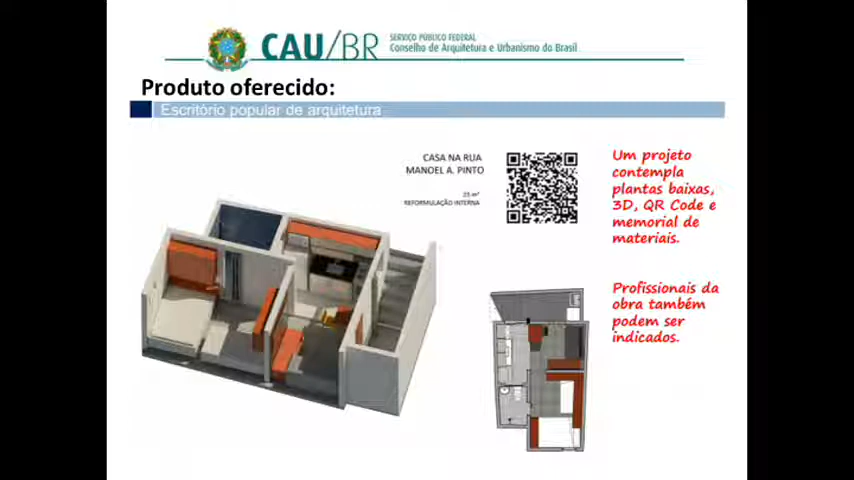 CAU/BR
SERVIÇO PÚBLICO FEDERAL
Conselho de Arquitetura e Urbanismo do Brasil
Produto oferecido:
Escritório popular de arquitetura
CASA NA RUA
MANOEL A. PINTO
25 m²
REFORMULAÇÃO INTERNA
Um projeto
contempla
plantas baixas,
3D, QR Code e
memorial de
materiais.
Profissionais da
obra também
podem ser
indicados.